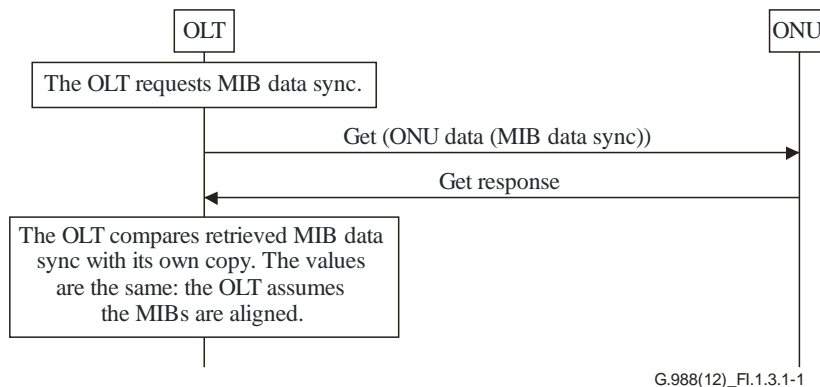 OLT
ONU
The OLT requests MIB data sync.
Get (ONU data (MIB data sync))
Get response
The OLT compares retrieved MIB data
sync with its own copy. The values
are the same: the OLT assumes
the MIBs are aligned.
G.988(12)_FI.1.3.1-1